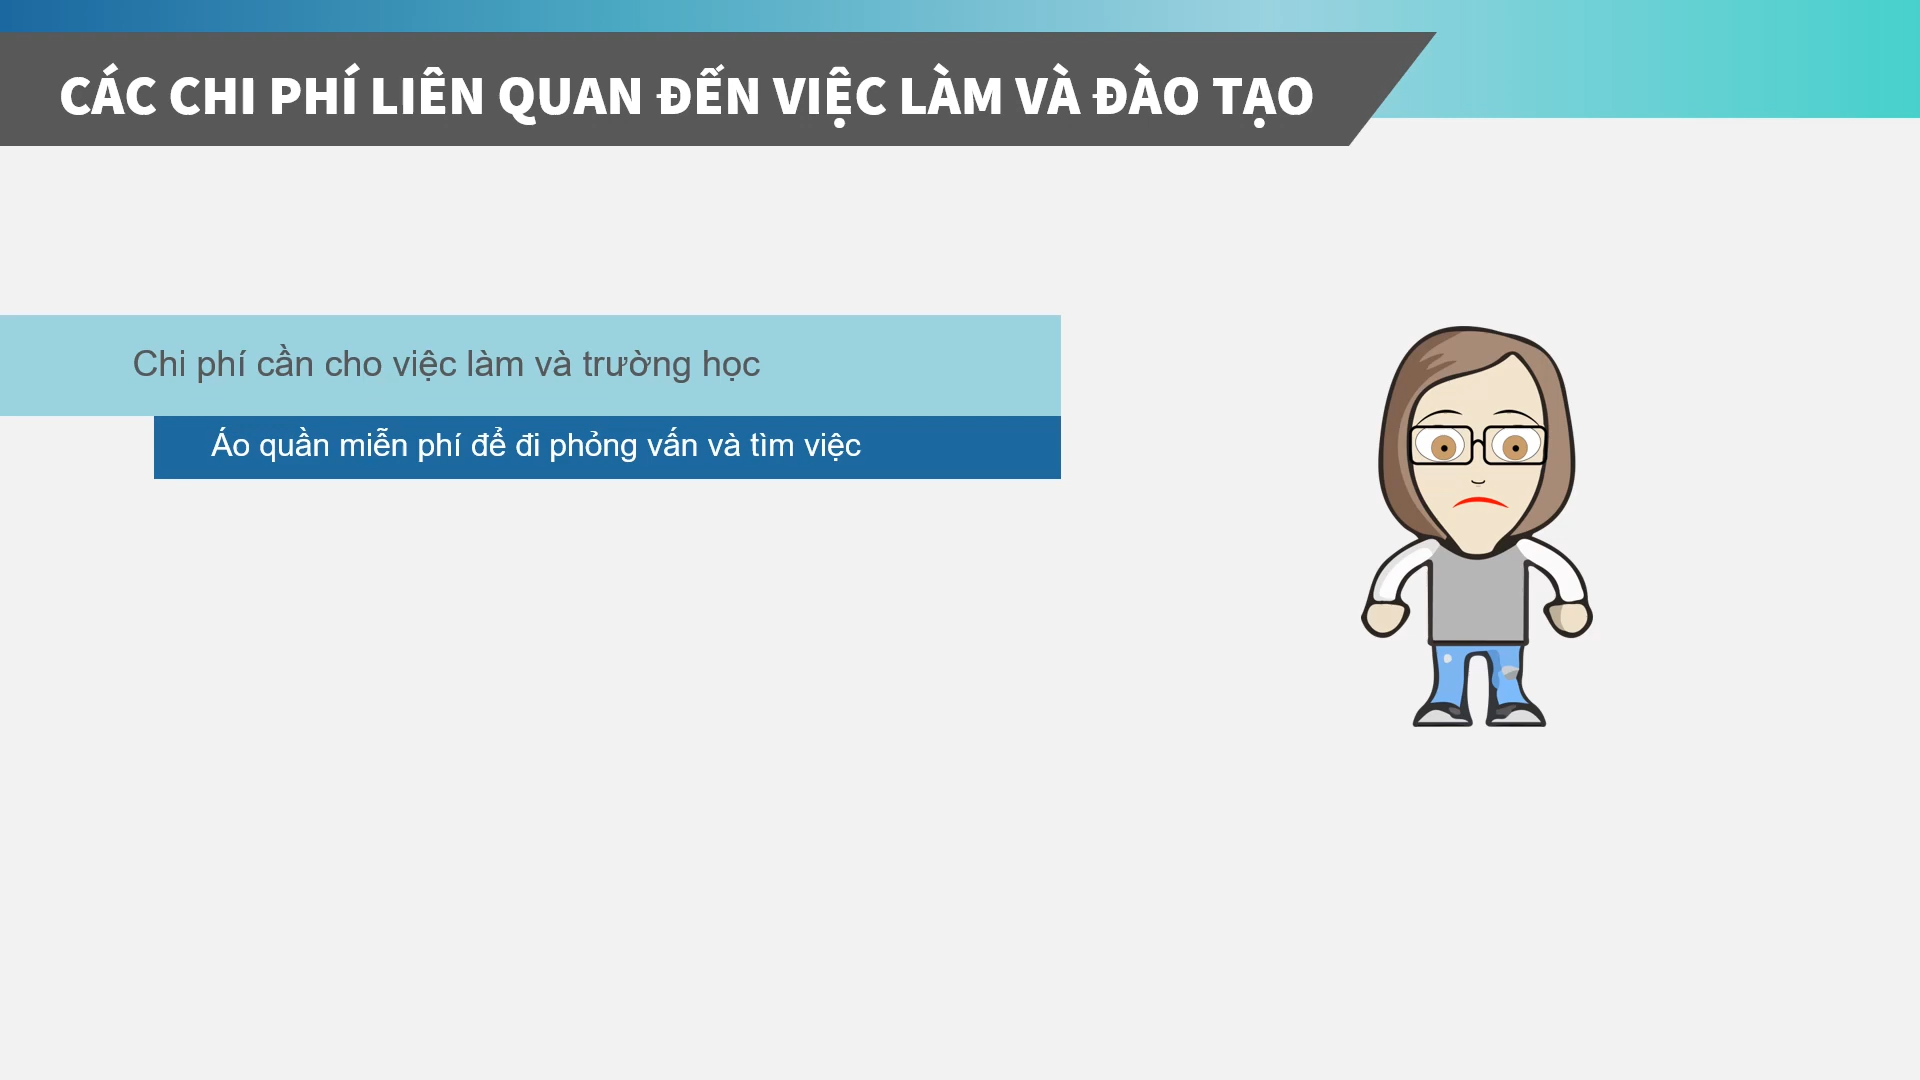 CÁC CHI PHÍ LIÊN QUAN ĐẾN VIỆC LÀM VÀ ĐÀO TẠO
Chi phí cần cho việc làm và trường học
Áo quần miễn phí để đi phỏng vấn và tìm việc